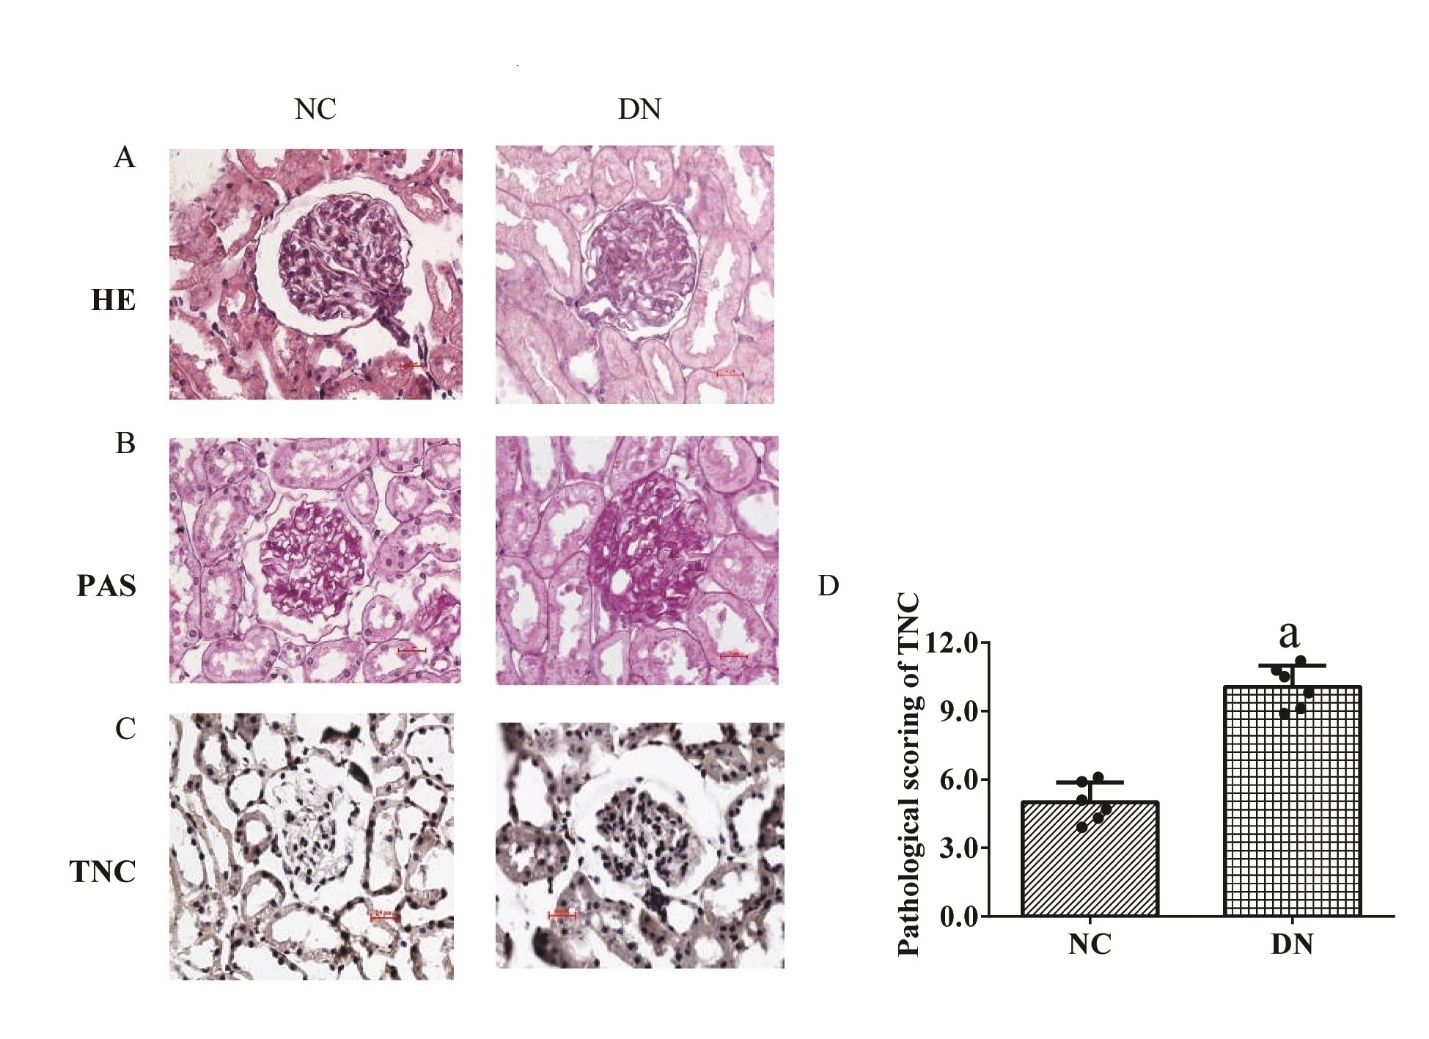 NC
DN
A
HE
B
PAS
C
TNC
D
Pathological scoring of TNC
12.0
9.0
6.0
3.0
0.0
a
NC
DN